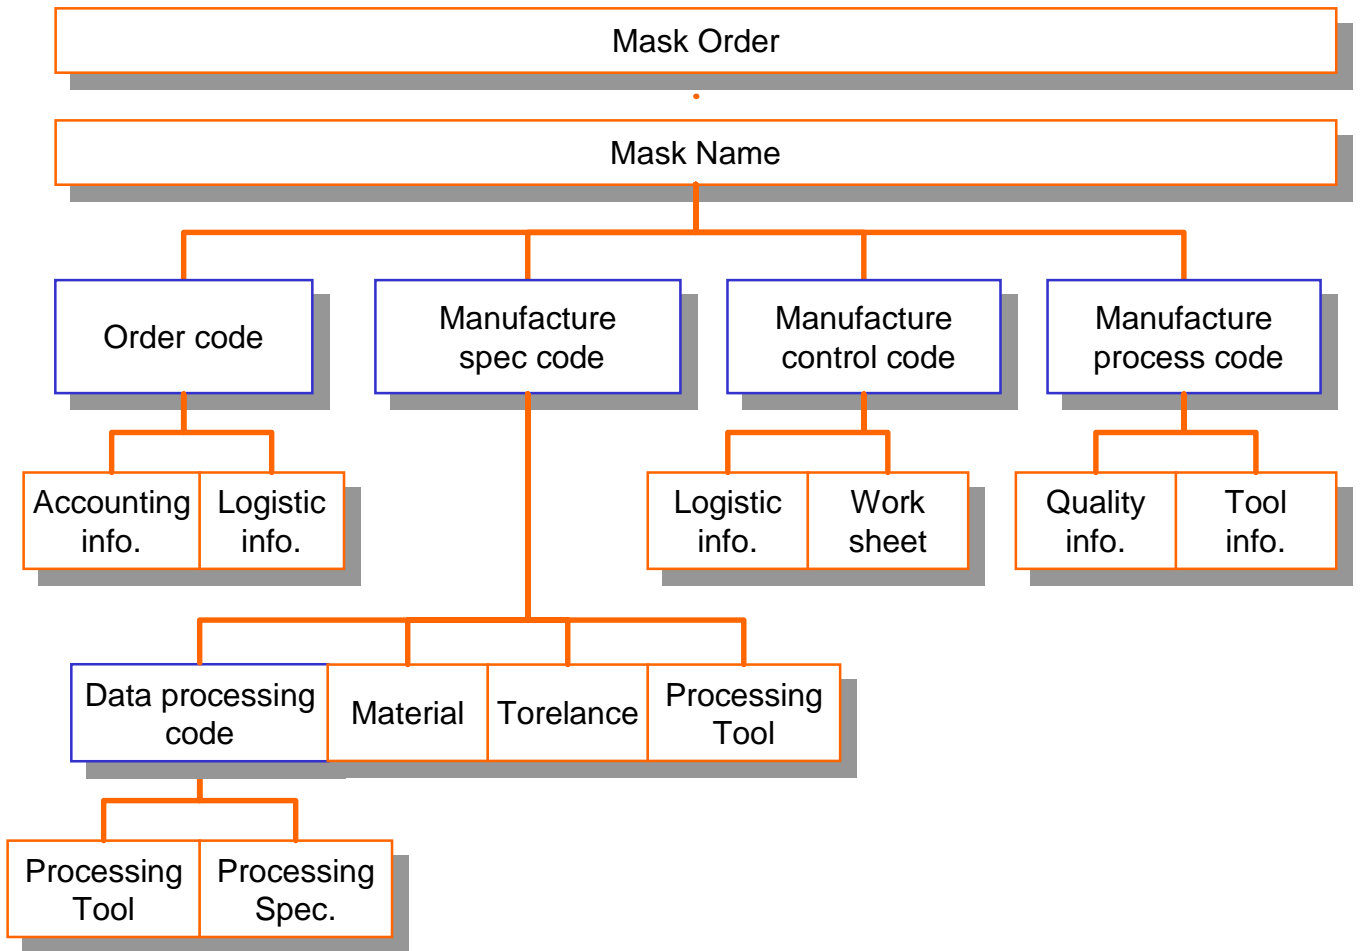 Mask Order
Mask Name
Order code
Manufacture
spec code
Manufacture
control code
Manufacture
process code
Accounting
info.
Logistic
info.
Logistic
info.
Work
sheet
Quality
info.
Tool
info.
Data processing
code
Material
Torelance
Processing
Tool
Processing
Tool
Processing
Spec.